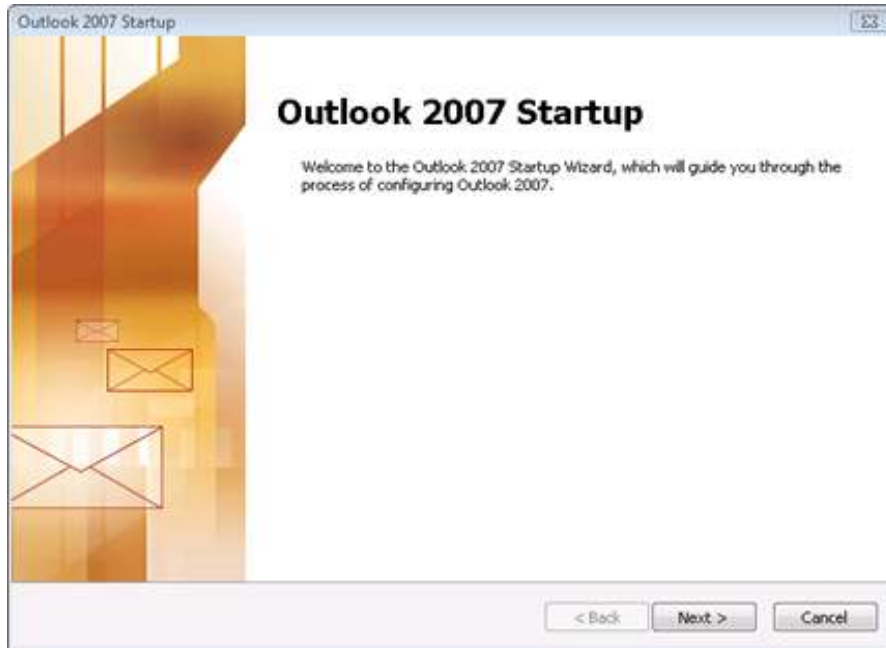 Outlook 2007 Startup
Outlook 2007 Startup
Welcome to the Outlook 2007 Startup Wizard, which will guide you through the
process of configuring Outlook 2007.
< Back Next > Cancel